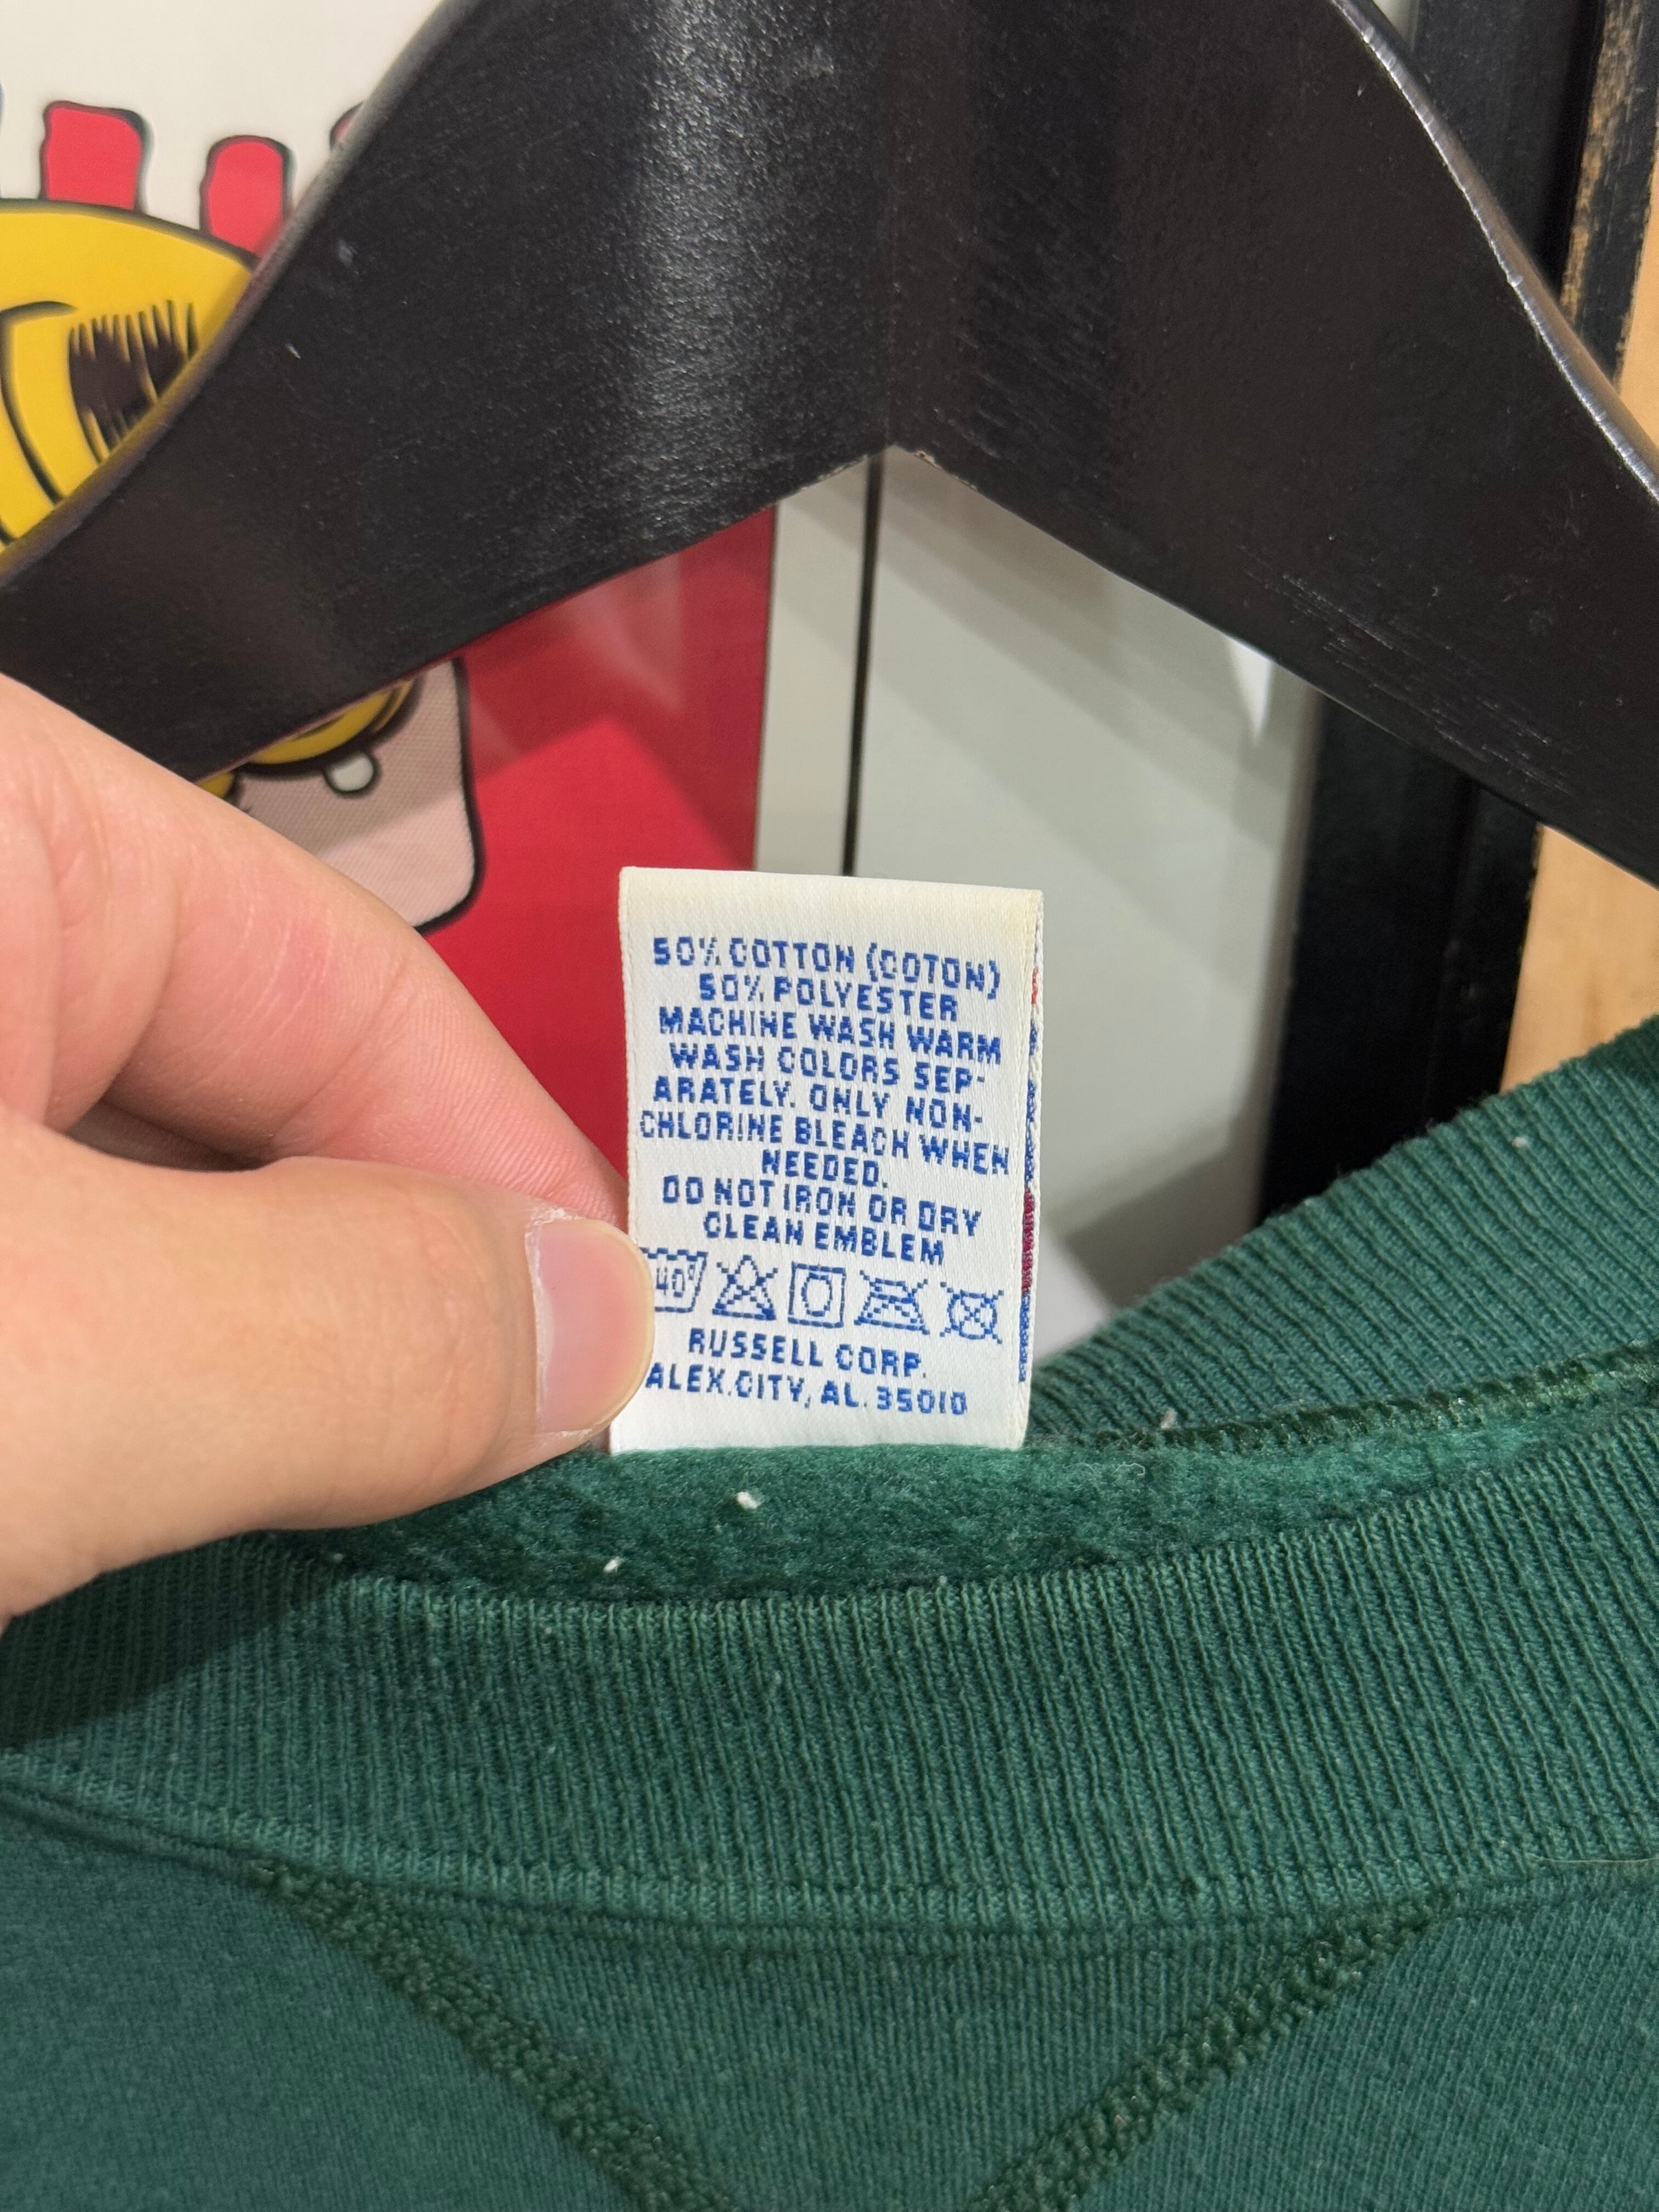 50% COTTON (COTON)
50% POLYESTER
MACHINE WASH WARM
WASH COLORS SEP-
ARATELY. ONLY NON-
CHLORINE BLEACH WHEN
NEEDED.
DO NOT IRON OR DRY
CLEAN EMBLEM
40°
RUSSELL CORP.
ALEX.CITY, AL. 35010